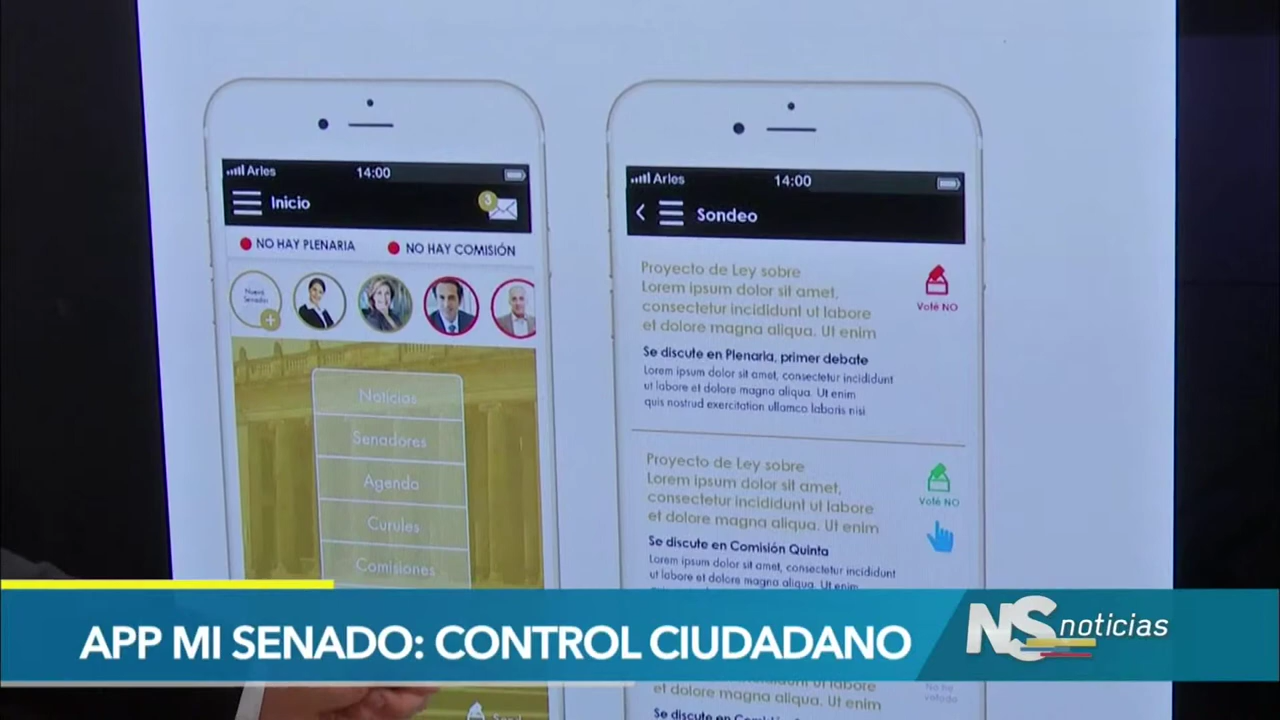 Arles 14:00
Inicio
3
NO HAY PLENARIA NO HAY COMISIÓN
Nuevo
Senador
Noticias
Senadores
Agenda
Curules
Comisiones
Arles 14:00
Sondeo
Proyecto de Ley sobre
Lorem ipsum dolor sit amet,
consectetur incididunt ut labore
et dolore magna aliqua. Ut enim
Voté NO
Se discute en Plenaria, primer debate
Lorem ipsum dolor sit amet, consectetur incididunt
ut labore et dolore magna aliqua. Ut enim
quis nostrud exercitation ullamco laboris nisi
Proyecto de Ley sobre
Lorem ipsum dolor sit amet,
consectetur incididunt ut labore
et dolore magna aliqua. Ut enim
Voté NO
Se discute en Comisión Quinta
Lorem ipsum dolor sit amet, consectetur incididunt
ut labore et dolore magna aliqua. Ut enim
APP MI SENADO: CONTROL CIUDADANO
NS noticias
et dolore magna aliqua. Ut enim
No ha
votado